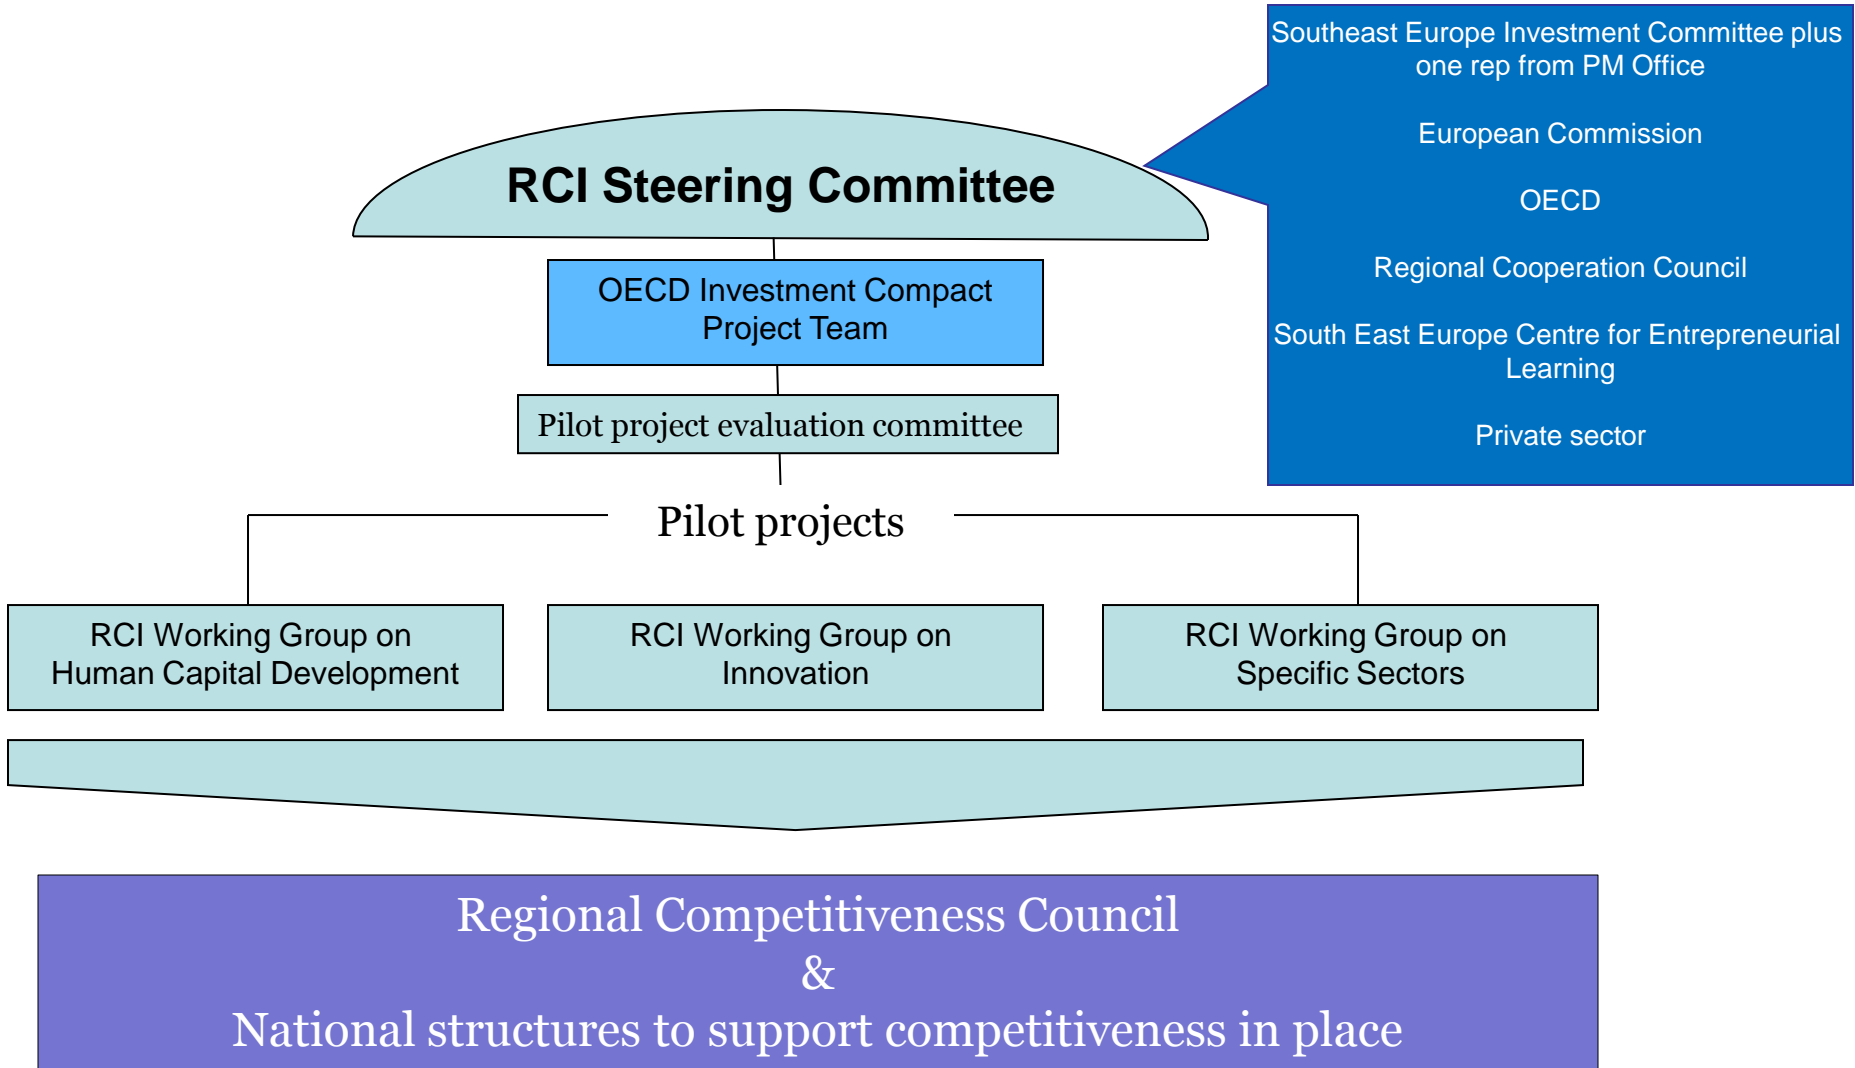 Southeast Europe Investment Committee plus
one rep from PM Office
European Commission
OECD
Regional Cooperation Council
South East Europe Centre for Entrepreneurial
Learning
Private sector
RCI Steering Committee
OECD Investment Compact
Project Team
Pilot project evaluation committee
Pilot projects
RCI Working Group on
Human Capital Development
RCI Working Group on
Innovation
RCI Working Group on
Specific Sectors
Regional Competitiveness Council
&
National structures to support competitiveness in place